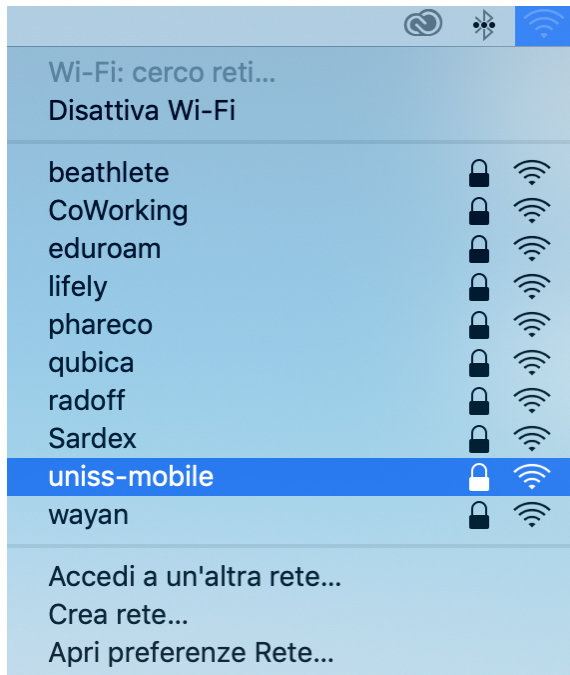 Wi-Fi: cerco reti...
Disattiva Wi-Fi
beathlete
CoWorking
eduroam
lifely
phareco
qubica
radoff
Sardex
uniss-mobile
wayan
Accedi a un'altra rete...
Crea rete...
Apri preferenze Rete...